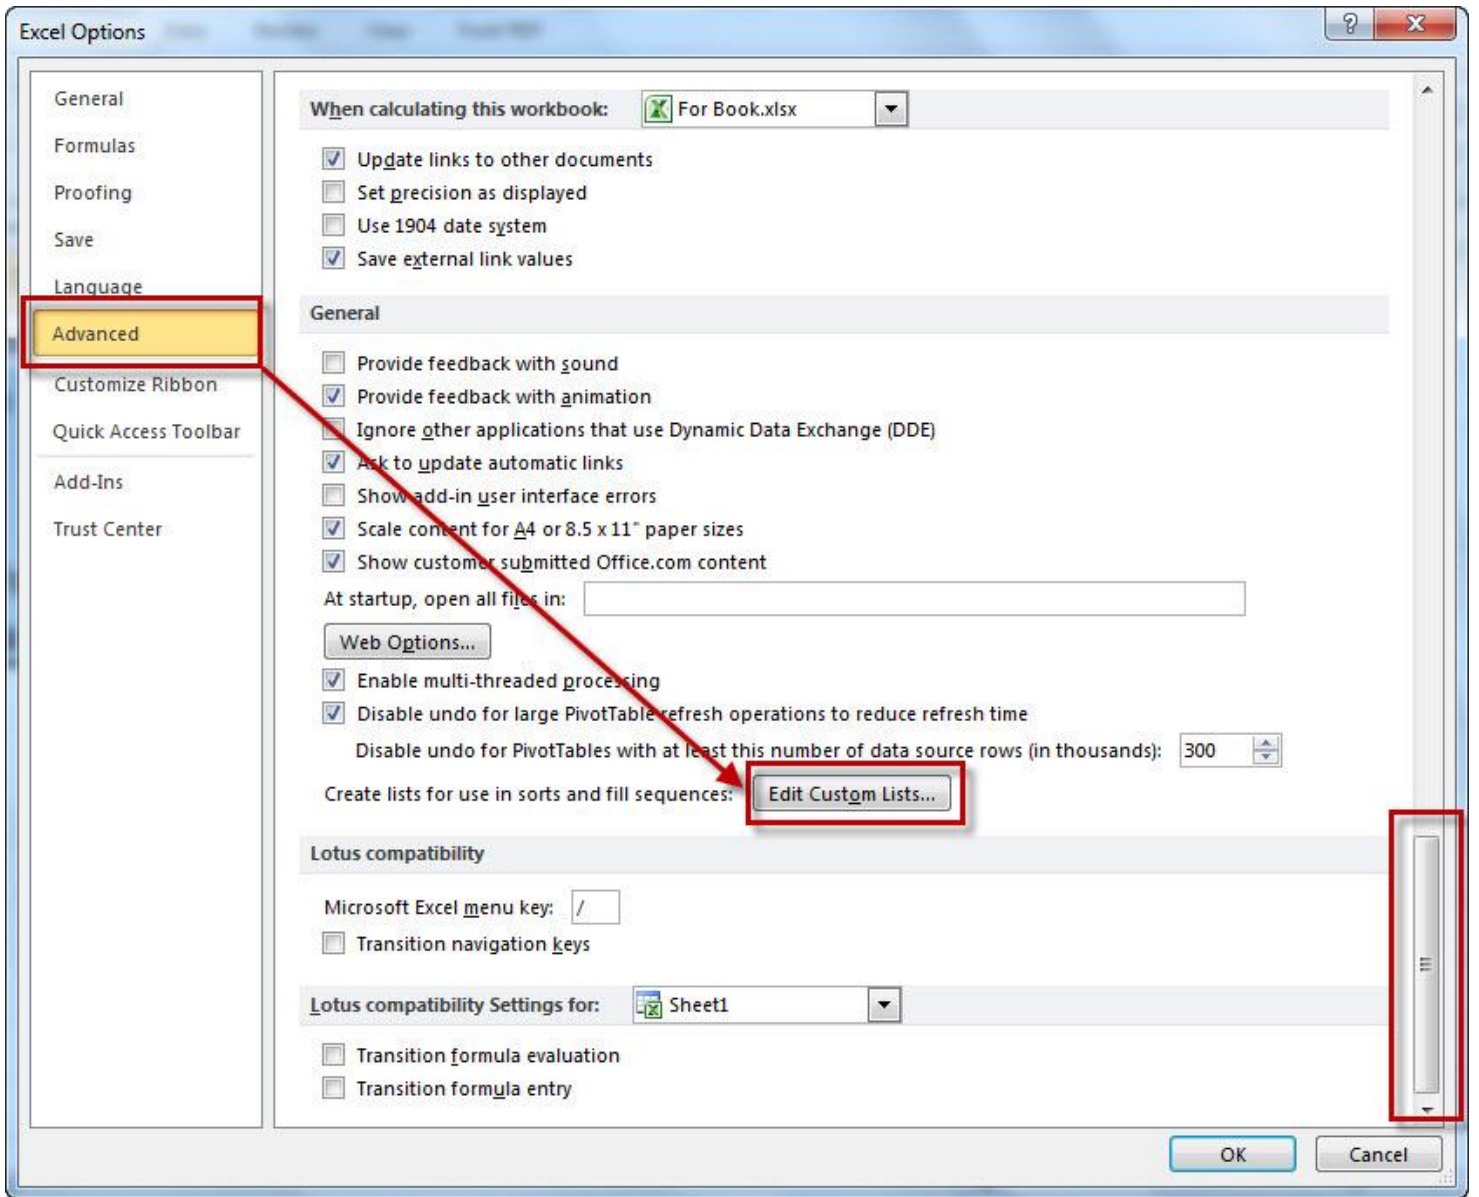 Excel Options
General
Formulas
Proofing
Save
Language
Advanced
Customize Ribbon
Quick Access Toolbar
Add-Ins
Trust Center
When calculating this workbook: For Book.xlsx
Update links to other documents
Set precision as displayed
Use 1904 date system
Save external link values
General
Provide feedback with sound
Provide feedback with animation
Ignore other applications that use Dynamic Data Exchange (DDE)
Ask to update automatic links
Show add-in user interface errors
Scale content for A4 or 8.5 x 11" paper sizes
Show customer submitted Office.com content
At startup, open all files in:
Web Options...
Enable multi-threaded processing
Disable undo for large PivotTable refresh operations to reduce refresh time
Disable undo for PivotTables with at least this number of data source rows (in thousands): 300
Create lists for use in sorts and fill sequences: Edit Custom Lists...
Lotus compatibility
Microsoft Excel menu key: /
Transition navigation keys
Lotus compatibility Settings for: Sheet1
Transition formula evaluation
Transition formula entry
OK Cancel